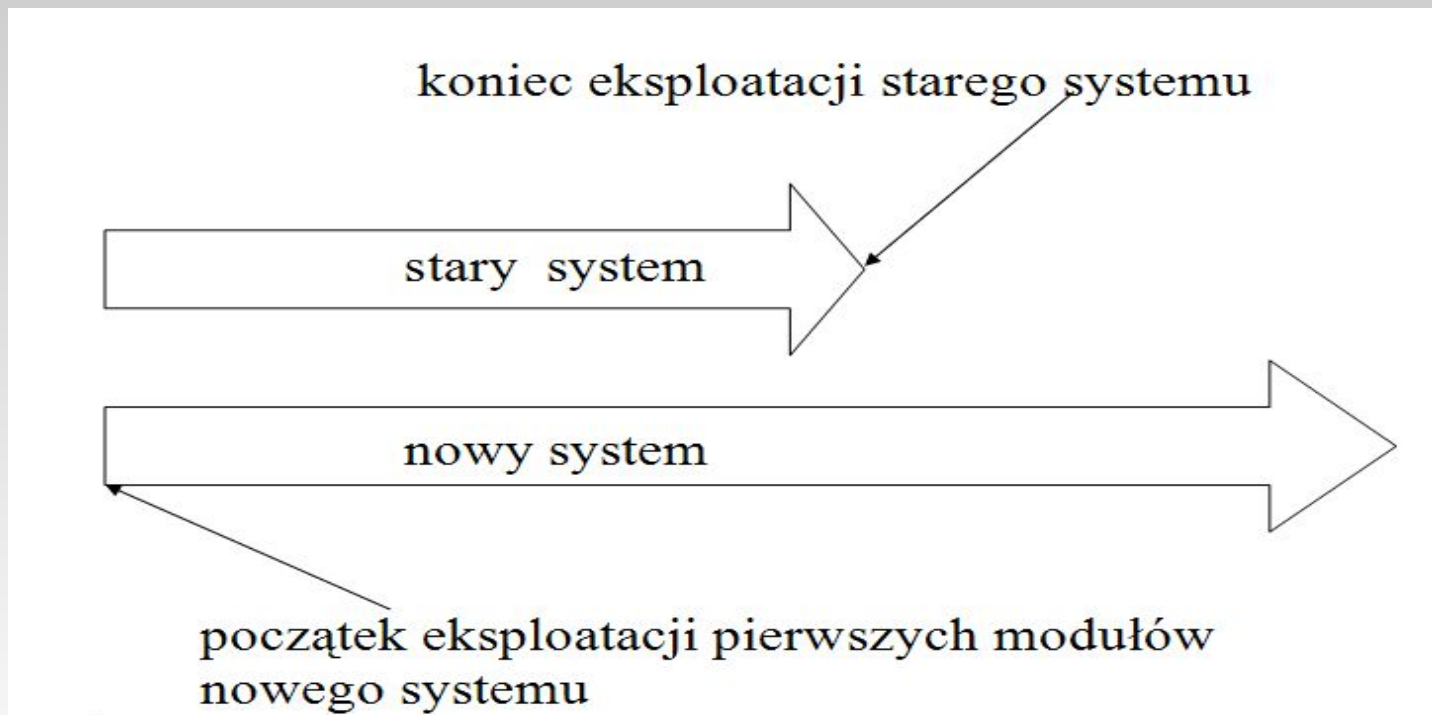 koniec eksploatacji starego systemu
stary system
nowy system
początek eksploatacji pierwszych modułów
nowego systemu